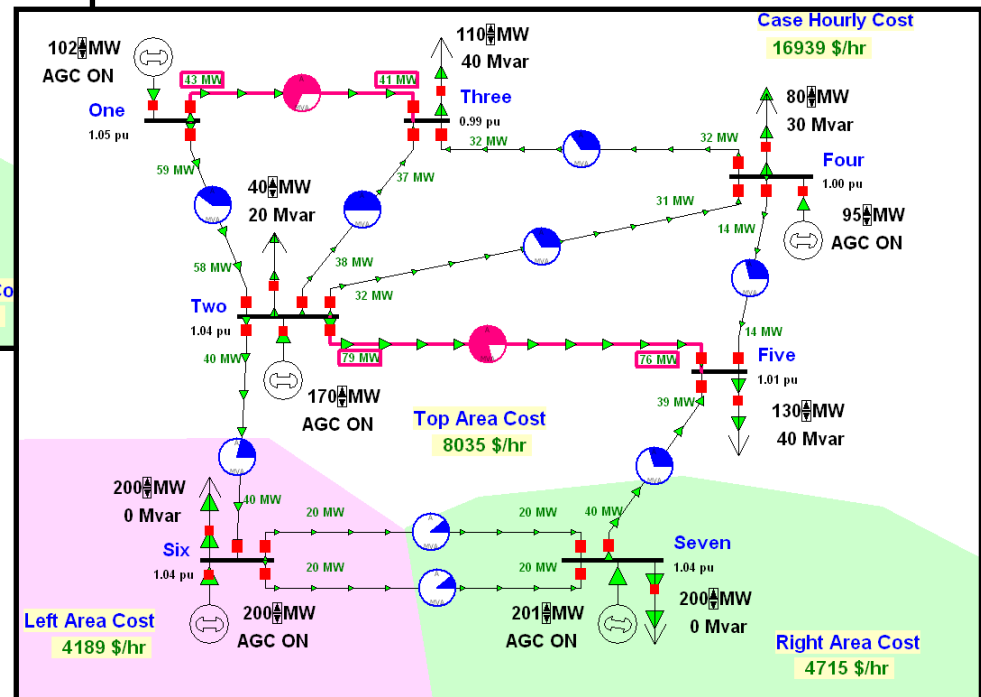 Case Hourly Cost
16939 $/hr
102 MW
AGC ON
43 MW
A
MVA
41 MW
110 MW
40 Mvar
One
1.05 pu
Three
0.99 pu
80 MW
30 Mvar
32 MW
MVA
32 MW
Four
1.00 pu
59 MW
37 MW
40 MW
20 Mvar
31 MW
95 MW
AGC ON
14 MW
MVA
58 MW
38 MW
32 MW
Co
Two
1.04 pu
14 MW
Five
1.01 pu
40 MW
79 MW
76 MW
39 MW
170 MW
AGC ON
Top Area Cost
8035 $/hr
130 MW
40 Mvar
200 MW
0 Mvar
40 MW
40 MW
20 MW
20 MW
Six
1.04 pu
Seven
1.04 pu
20 MW
20 MW
200 MW
AGC ON
201 MW
AGC ON
200 MW
0 Mvar
Left Area Cost
4189 $/hr
Right Area Cost
4715 $/hr